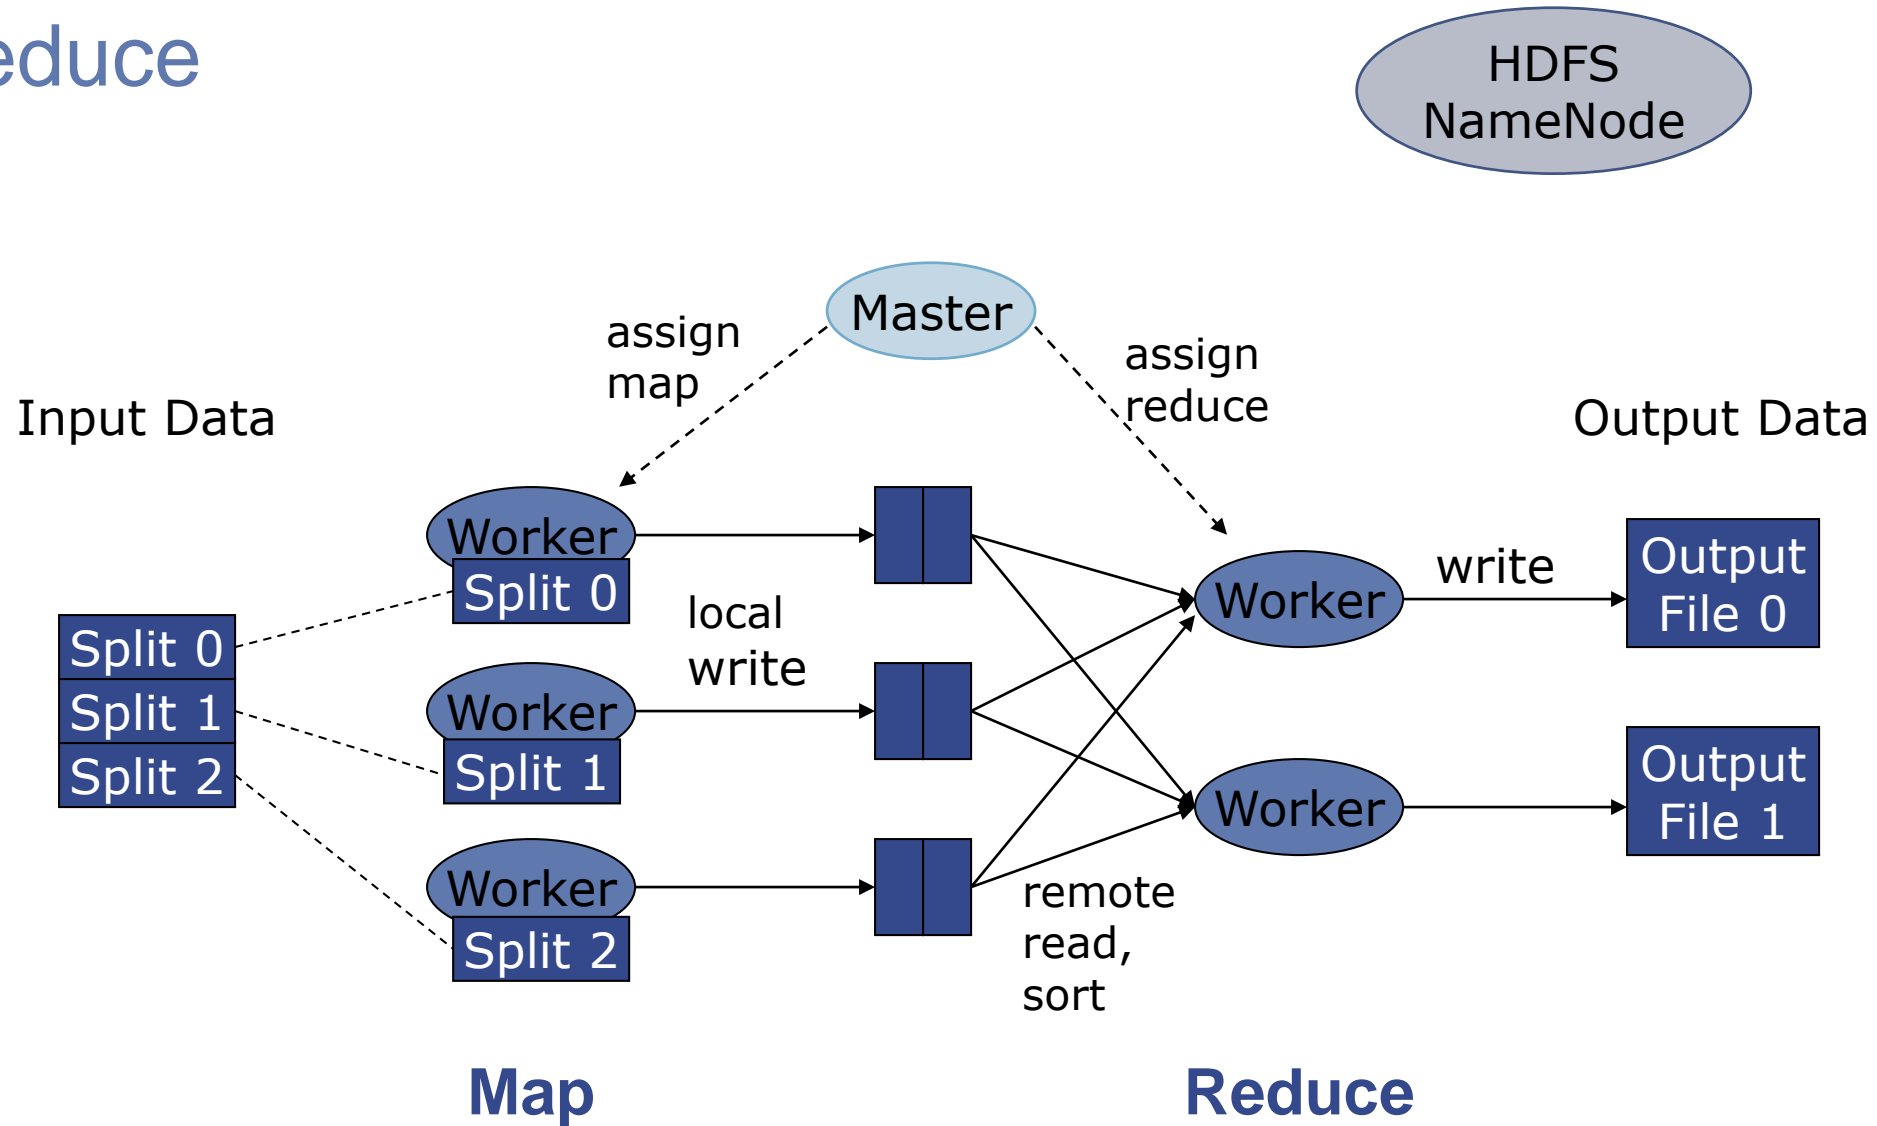 educe
HDFS
NameNode
Master
assign
map
assign
reduce
Input Data
Output Data
Worker
Split 0
local
write
Split 0
Split 1
Split 2
Worker
Split 1
Worker
Split 2
remote
read,
sort
Worker
write
Output
File 0
Worker
Output
File 1
Map
Reduce